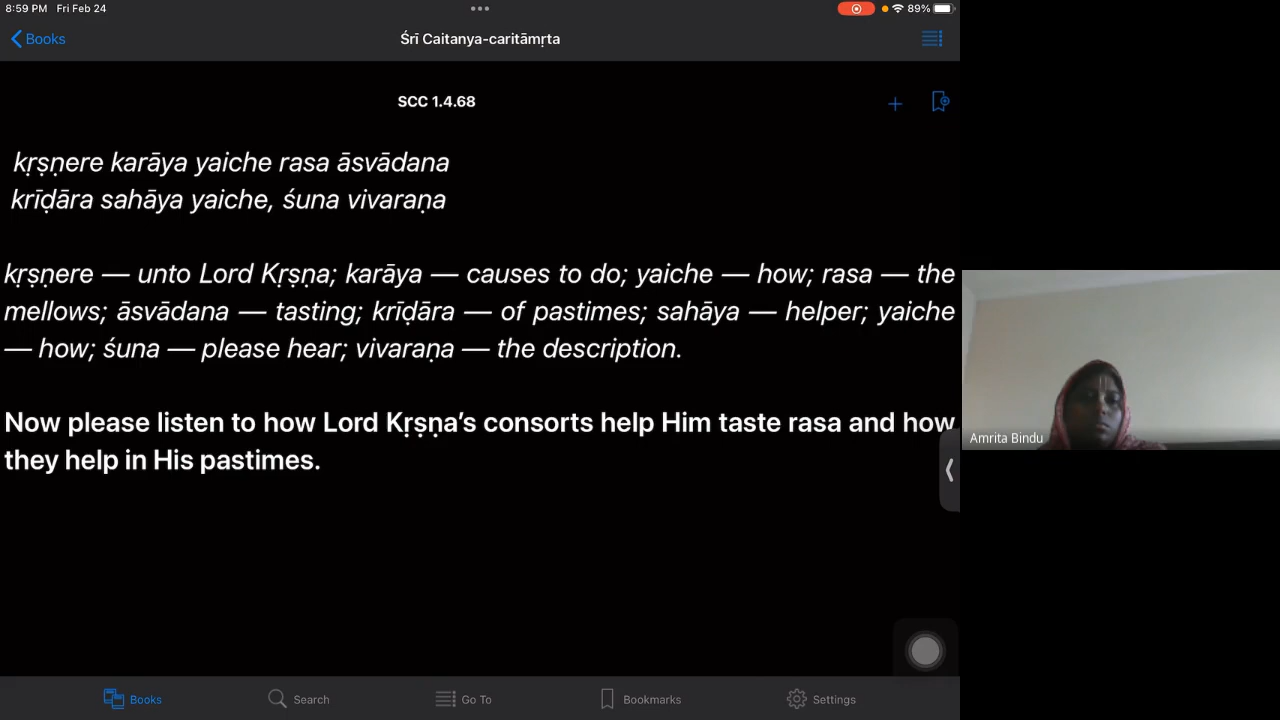 8:59 PM Fri Feb 24
89%
Books
Śrī Caitanya-caritāmṛta
SCC 1.4.68
kṛṣṇere karāya yaiche rasa āsvādana
krīḍāra sahāya yaiche, śuna vivaraṇa
kṛṣṇere — unto Lord Kṛṣṇa; karāya — causes to do; yaiche — how; rasa — the
mellows; āsvādana — tasting; krīḍāra — of pastimes; sahāya — helper; yaiche
— how; śuna — please hear; vivaraṇa — the description.
Now please listen to how Lord Kṛṣṇa’s consorts help Him taste rasa and how
they help in His pastimes.
Amrita Bindu
Books
Search
Go To
Bookmarks
Settings